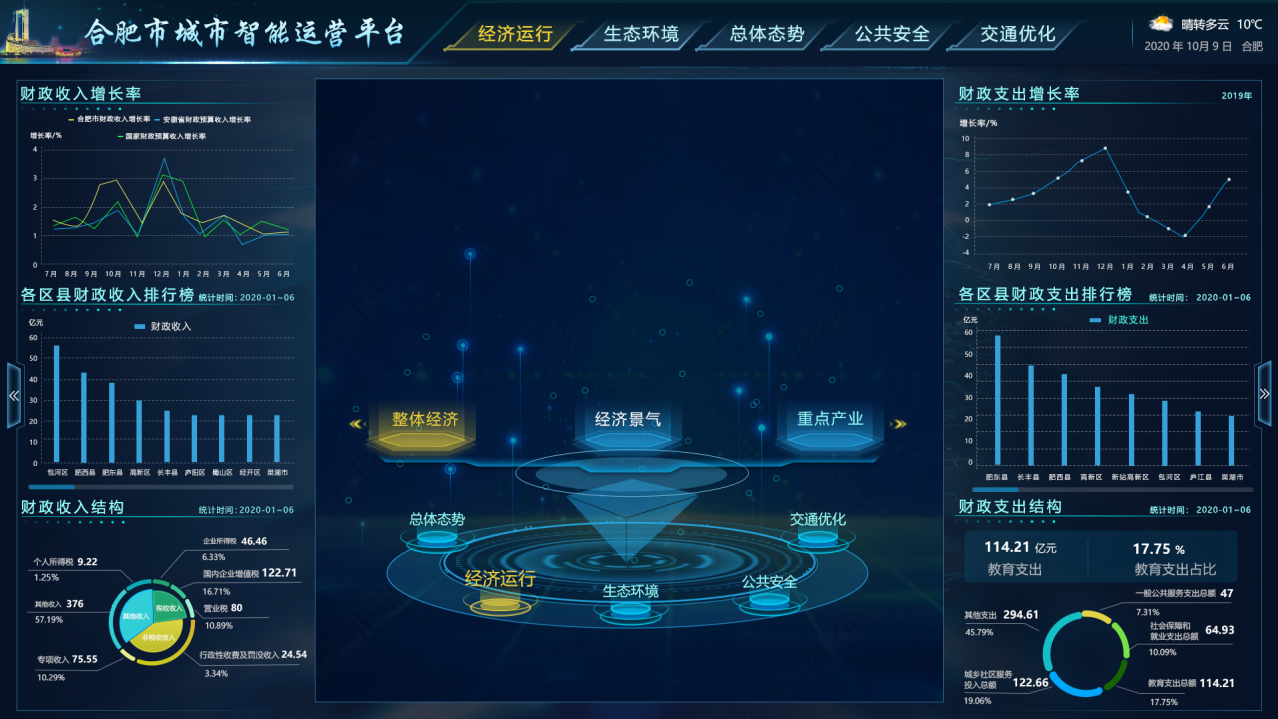 合肥市城市智能运营平台
经济运行
生态环境
总体态势
公共安全
交通优化
晴转多云 10℃
2020 年 10月 9 日 合肥
财政收入增长率
合肥市财政收入增长率
安徽省财政预算收入增长率
国家财政预算收入增长率
增长率/%
4
3
2
1
0
7月 8月 9月 10月 11月 12月 1月 2月 3月 4月 5月 6月
各区县财政收入排行榜 统计时间: 2020-01~06
亿元
财政收入
60
50
40
30
20
10
0
包河区 肥西县 肥东县 高新区 长丰县 庐阳区 蜀山区 经开区 巢湖市
财政收入结构 统计时间: 2020-01~06
企业所得税 46.46
6.33%
个人所得税 9.22
1.25%
国内企业增值税 122.71
16.71%
其他收入 376
57.19%
营业税 80
10.89%
专项收入 75.55
10.29%
行政性收费及罚没收入 24.54
3.34%
其他收入
税收收入
非税收收入
整体经济
经济景气
重点产业
总体态势
交通优化
经济运行
生态环境
公共安全
财政支出增长率 2019年
增长率/%
10
8
6
4
2
0
-2
-4
7月 8月 9月 10月 11月 12月 1月 2月 3月 4月 5月 6月
各区县财政支出排行榜 统计时间: 2020-01~06
亿元
财政支出
60
50
40
30
20
10
0
肥东县 长丰县 肥西县 高新区 新站高新区 包河区 庐江县 巢湖市
财政支出结构 统计时间: 2020-01~06
114.21 亿元
教育支出
17.75 %
教育支出占比
一般公共服务支出总额 47
7.31%
其他支出 294.61
45.79%
社会保障和
就业支出总额 64.93
10.09%
城乡社区服务
投入总额 122.66
19.06%
教育支出总额 114.21
17.75%